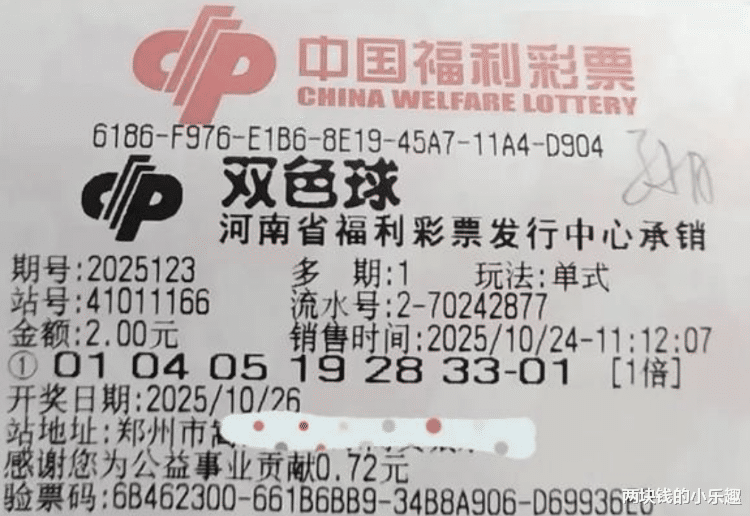 中国福利彩票
CHINA WELFARE LOTTERY
6186-F976-E1B6-8E19-45A7-11A4-D904
双色球
河南省福利彩票发行中心承销
期号:2025123 多 期:1 玩法:单式
站号:41011166 流水号:2-70242877
金额:2.00元 销售时间:2025/10/24-11:12:07
① 01 04 05 19 28 33-01 [1倍]
开奖日期:2025/10/26
站地址:郑州市
感谢您为公益事业贡献0.72元
验票码:6B462300-661B6BB9-34B8A906-D69936E0
两块钱的小乐趣